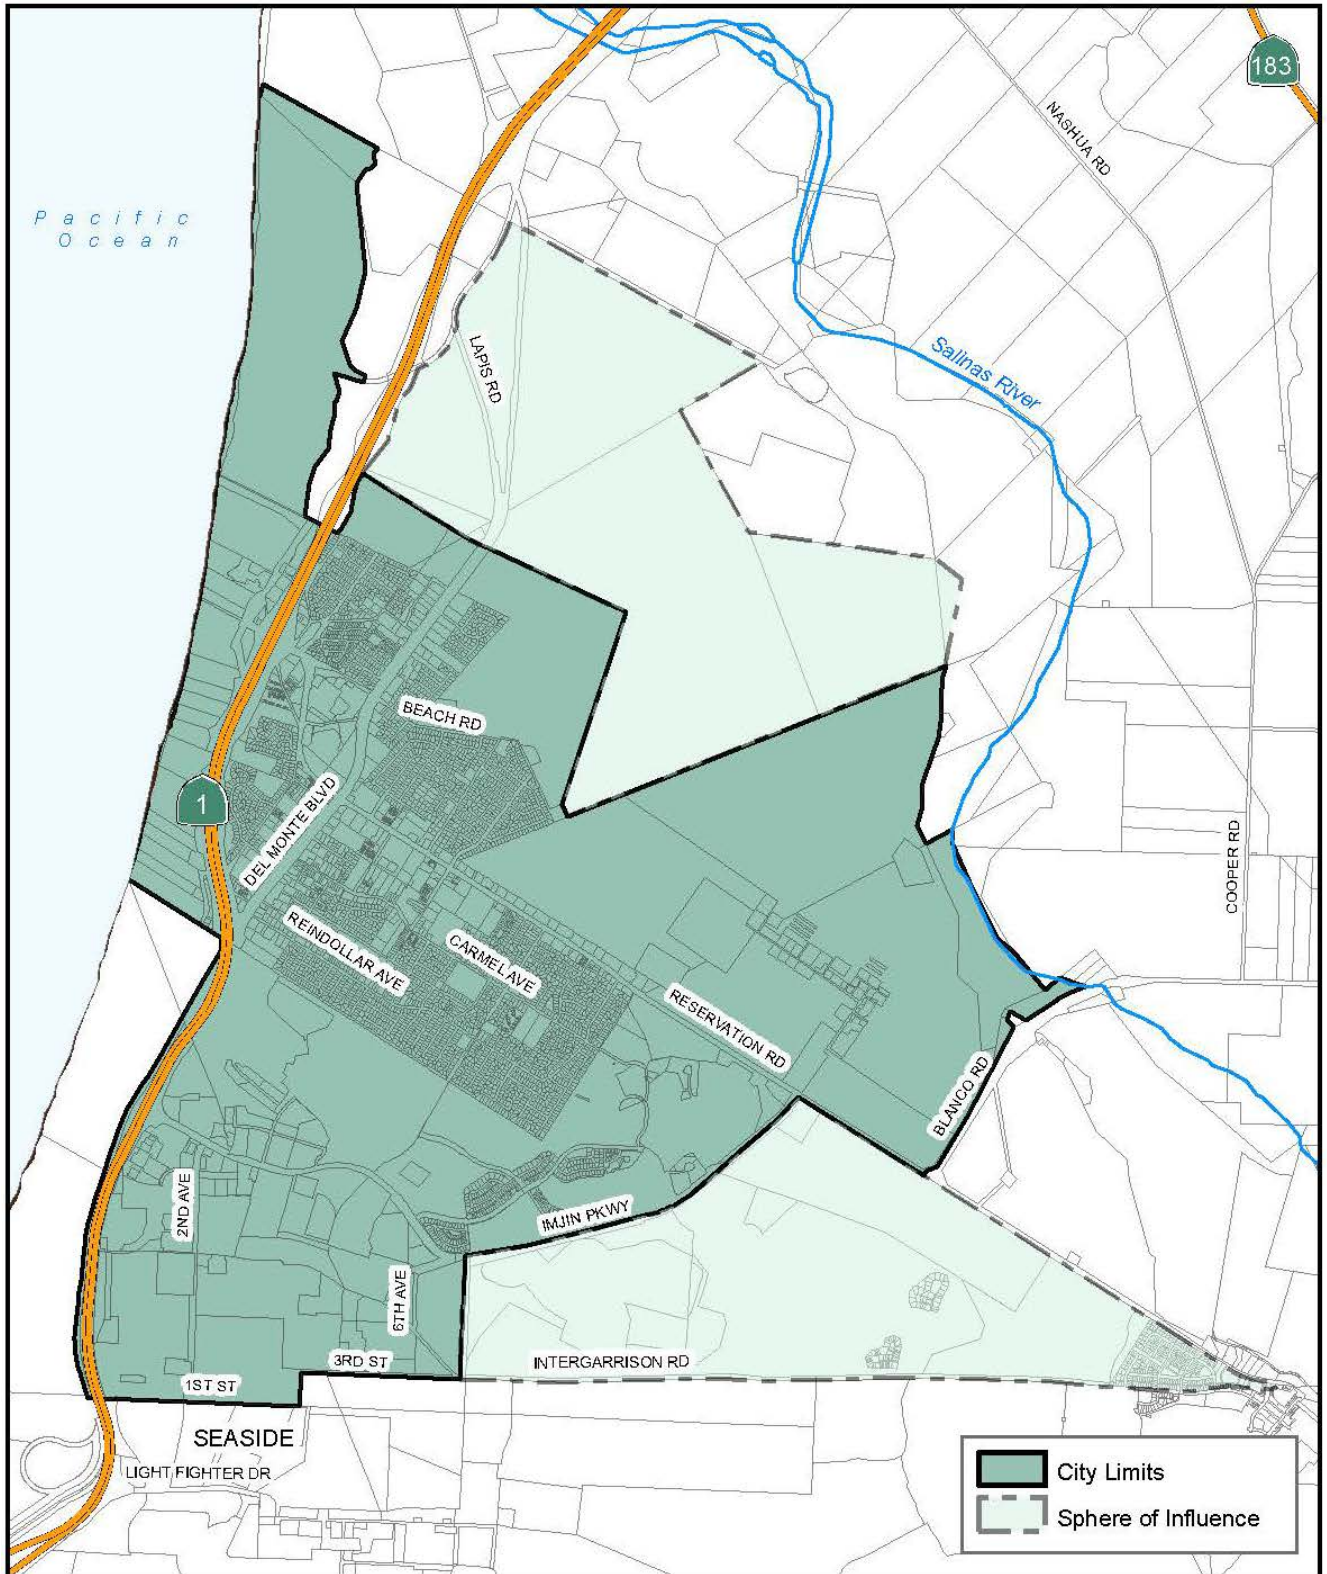 183
NASHUA RD
Pacific
Ocean
LAPIS RD
Salinas River
BEACH RD
1
DEL MONTE BLVD
COOPER RD
REINDOLLAR AVE
CARMEL AVE
RESERVATION RD
BLANCO RD
2ND AVE
IMJIN PKWY
6TH AVE
3RD ST
INTERGARRISON RD
1ST ST
SEASIDE
LIGHT FIGHTER DR
City Limits
Sphere of Influence